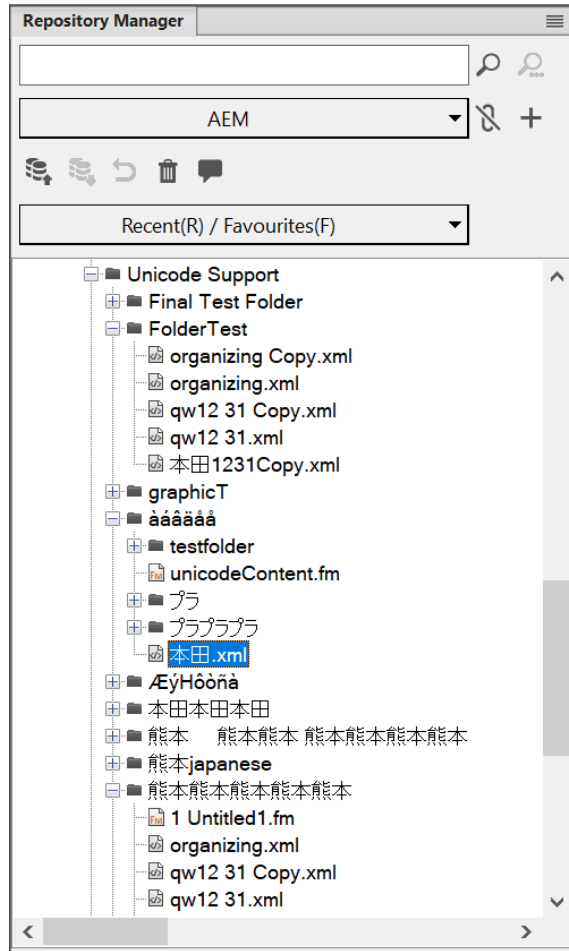 Repository Manager
AEM
Recent(R) / Favourites(F)
Unicode Support
Final Test Folder
FolderTest
organizing Copy.xml
organizing.xml
qw12 31 Copy.xml
qw12 31.xml
本田1231Copy.xml
graphicT
àáâäåå
testfolder
Fm unicodeContent.fm
プラ
プラプラプラ
本田.xml
ÆýHôòñà
本田本田本田
熊本　熊本熊本 熊本熊本熊本熊本
熊本japanese
熊本熊本熊本熊本熊本
Fm 1 Untitled1.fm
organizing.xml
qw12 31 Copy.xml
qw12 31.xml